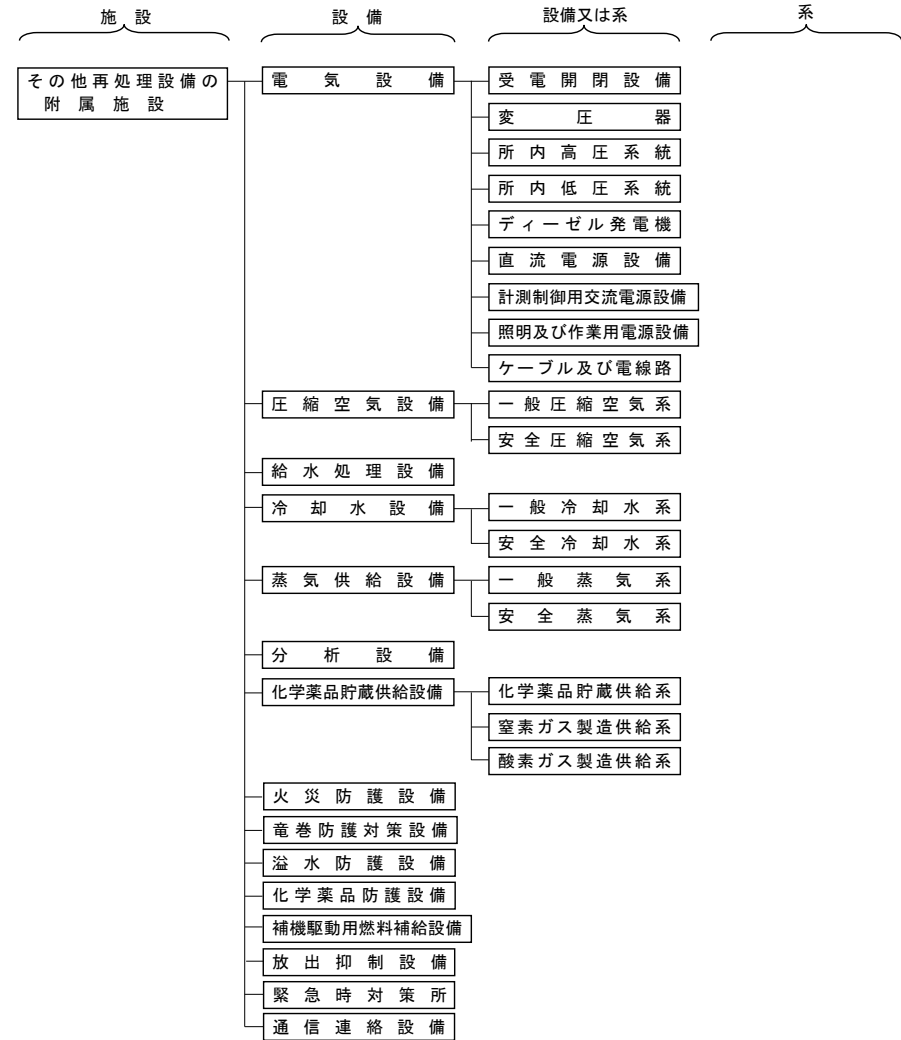 施設
設備
設備又は系
系
その他再処理設備の
附属施設
電気設備
受電開閉設備
変圧器
所内高圧系統
所内低圧系統
ディーゼル発電機
直流電源設備
計測制御用交流電源設備
照明及び作業用電源設備
ケーブル及び電線路
圧縮空気設備
一般圧縮空気系
安全圧縮空気系
給水処理設備
冷却水設備
一般冷却水系
安全冷却水系
蒸気供給設備
一般蒸気系
安全蒸気系
分析設備
化学薬品貯蔵供給設備
化学薬品貯蔵供給系
窒素ガス製造供給系
酸素ガス製造供給系
火災防護設備
竜巻防護対策設備
溢水防護設備
化学薬品防護設備
補機駆動用燃料補給設備
放出抑制設備
緊急時対策所
通信連絡設備